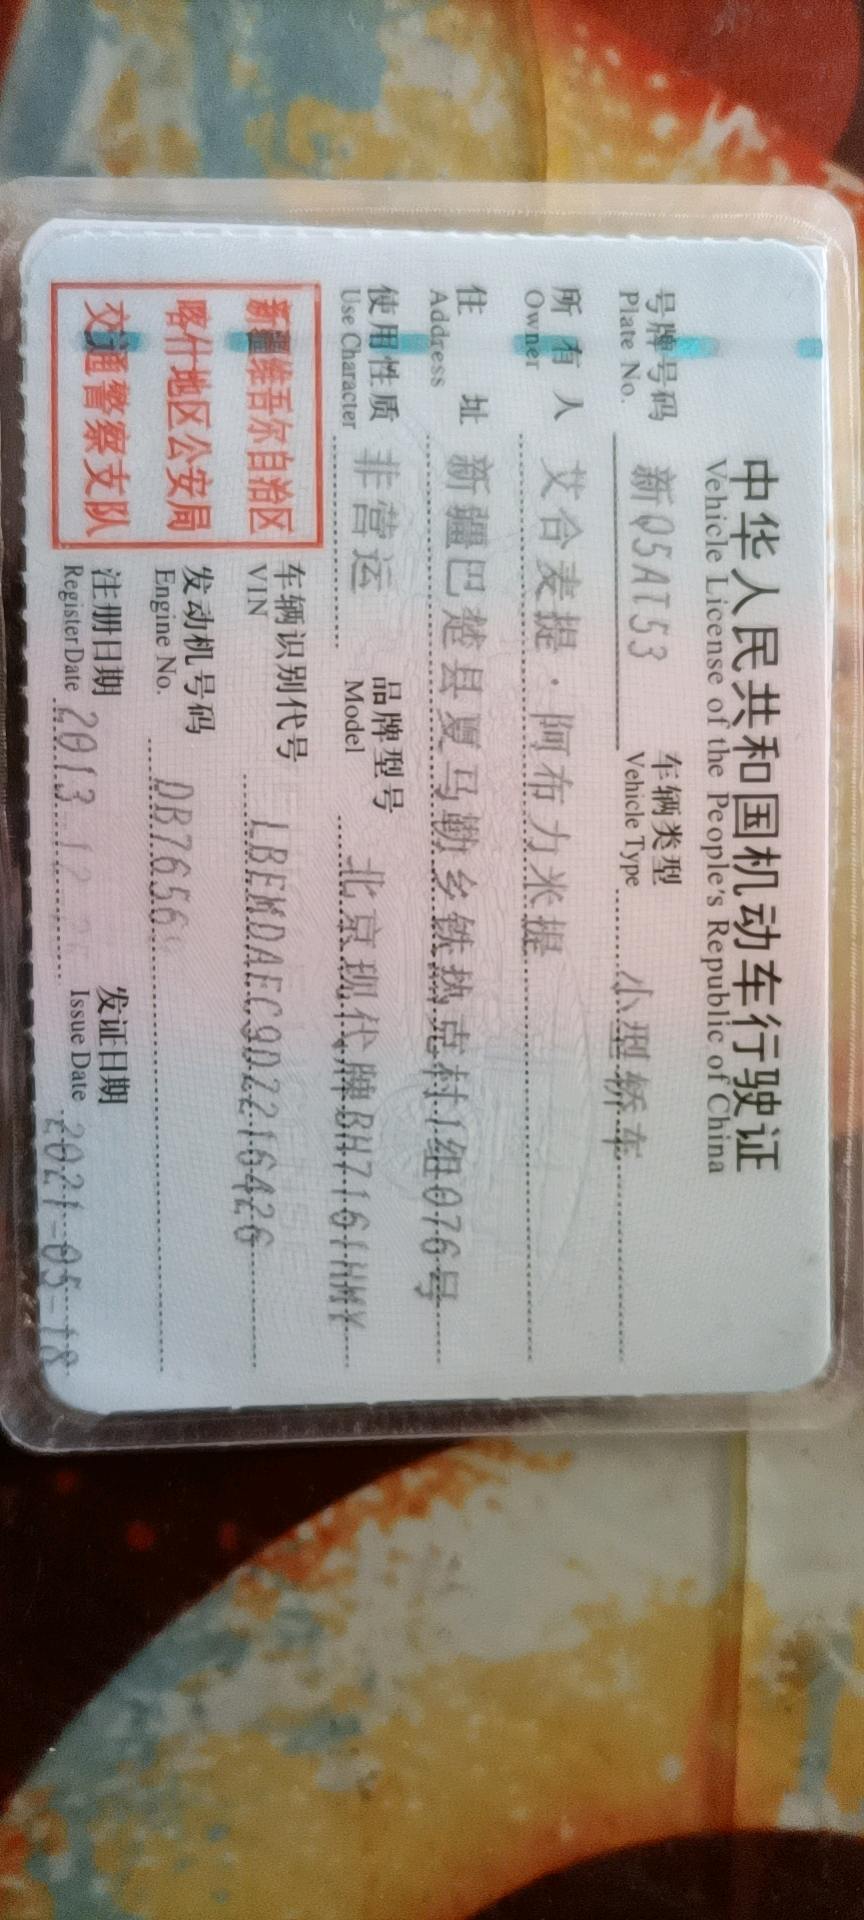 中华人民共和国机动车行驶证
Vehicle License of the People's Republic of China
号牌号码 新Q5AT53 车辆类型 小型轿车
Plate No. Vehicle Type
所有人 艾合麦提·阿布力米提
Owner
住址 新疆巴楚县夏马勒乡铁热克村1组076号
Address
使用性质 非营运 品牌型号 北京现代牌BH7161HMY
Use Character Model
新疆维吾尔自治区
喀什地区公安局
交通警察支队
车辆识别代号 LBEMDAFC9DZ216426
VIN
发动机号码 DB7656
Engine No.
注册日期 2013-12 发证日期 2021-05-18
Register Date Issue Date